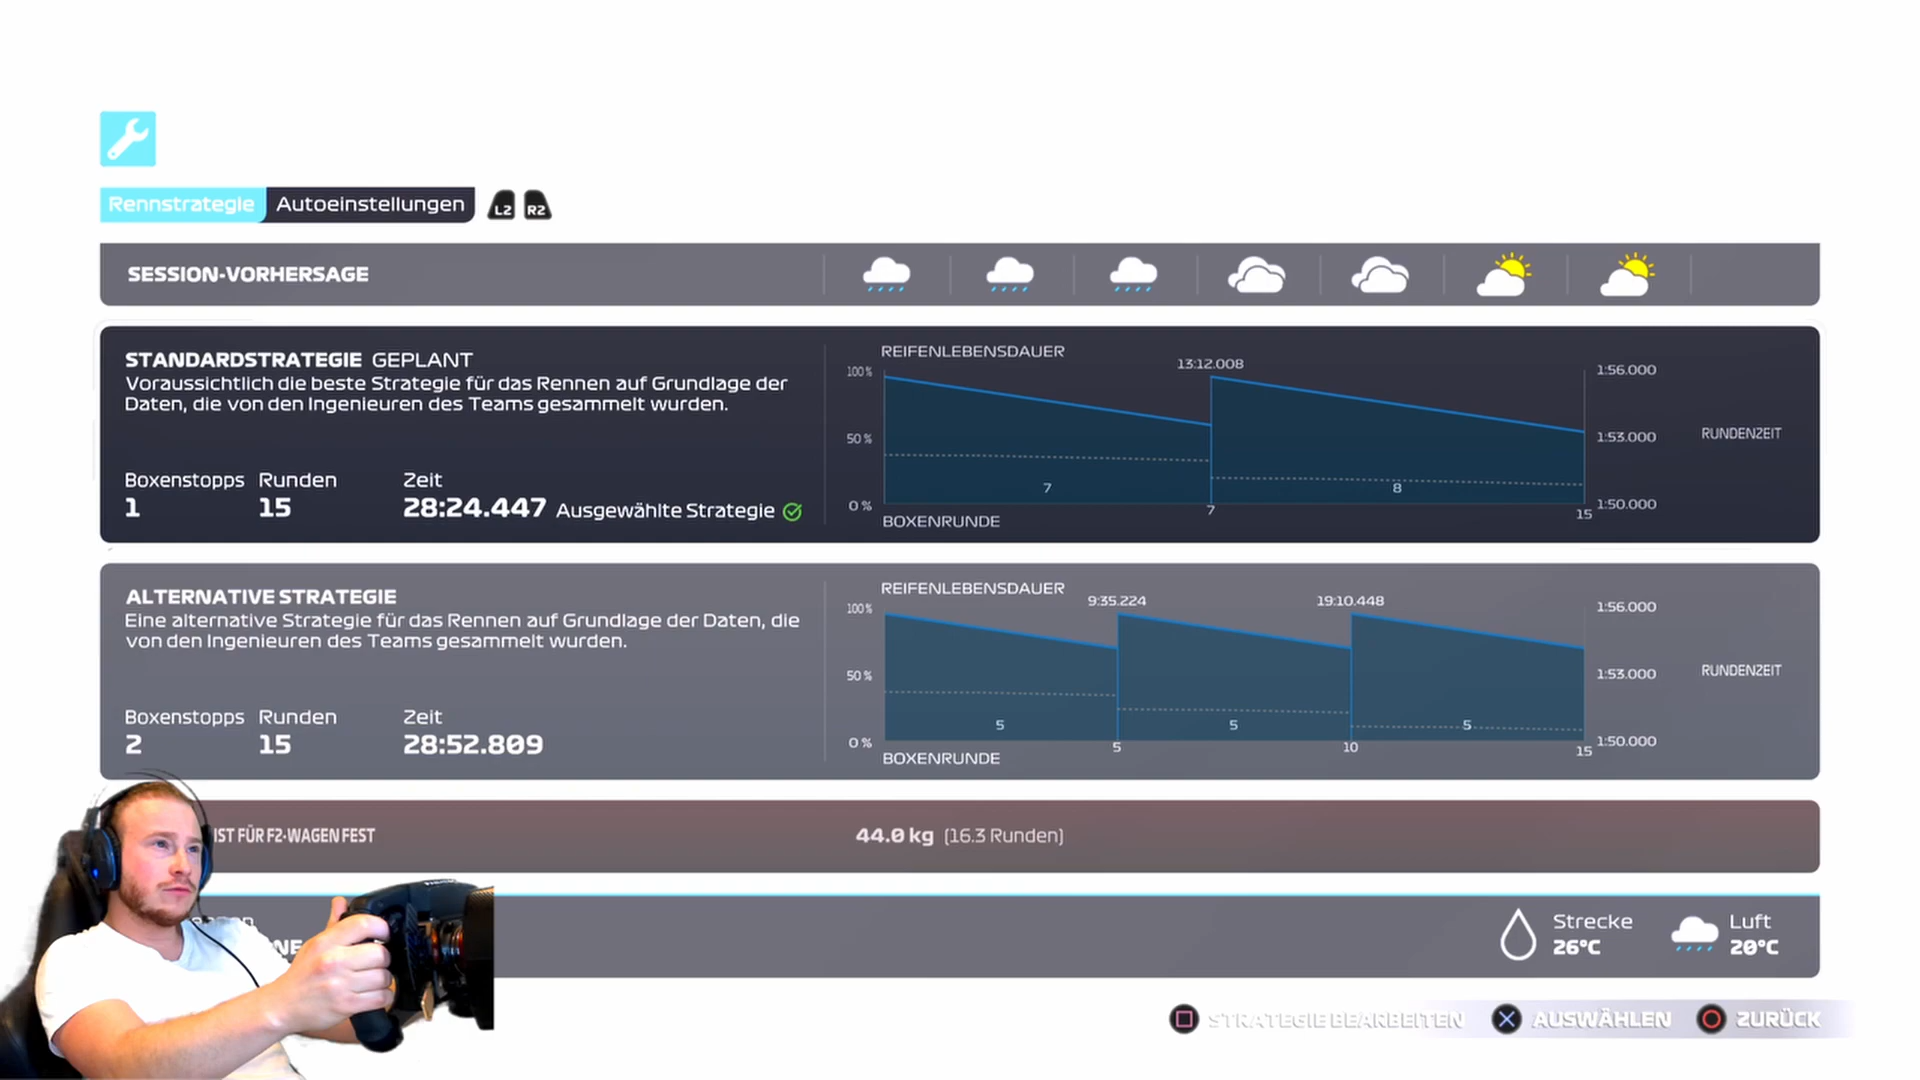 Rennstrategie Autoeinstellungen L2 R2
SESSION-VORHERSAGE
STANDARDSTRATEGIE GEPLANT
Voraussichtlich die beste Strategie für das Rennen auf Grundlage der
Daten, die von den Ingenieuren des Teams gesammelt wurden.
Boxenstopps Runden Zeit
1 15 28:24.447 Ausgewählte Strategie
REIFENLEBENSDAUER
13:12.008
100%
50 %
0 %
7 8
7 15
BOXENRUNDE
1:56.000
1:53.000
1:50.000
RUNDENZEIT
ALTERNATIVE STRATEGIE
Eine alternative Strategie für das Rennen auf Grundlage der Daten, die
von den Ingenieuren des Teams gesammelt wurden.
Boxenstopps Runden Zeit
2 15 28:52.809
REIFENLEBENSDAUER
9:35.224 19:10.448
100%
50 %
0 %
5 5 5
5 10 15
BOXENRUNDE
1:56.000
1:53.000
1:50.000
RUNDENZEIT
IST FÜR F2-WAGEN FEST 44.0 kg (16.3 Runden)
Strecke
26°C
Luft
20°C
STRATEGIE BEARBEITEN AUSWÄHLEN ZURÜCK